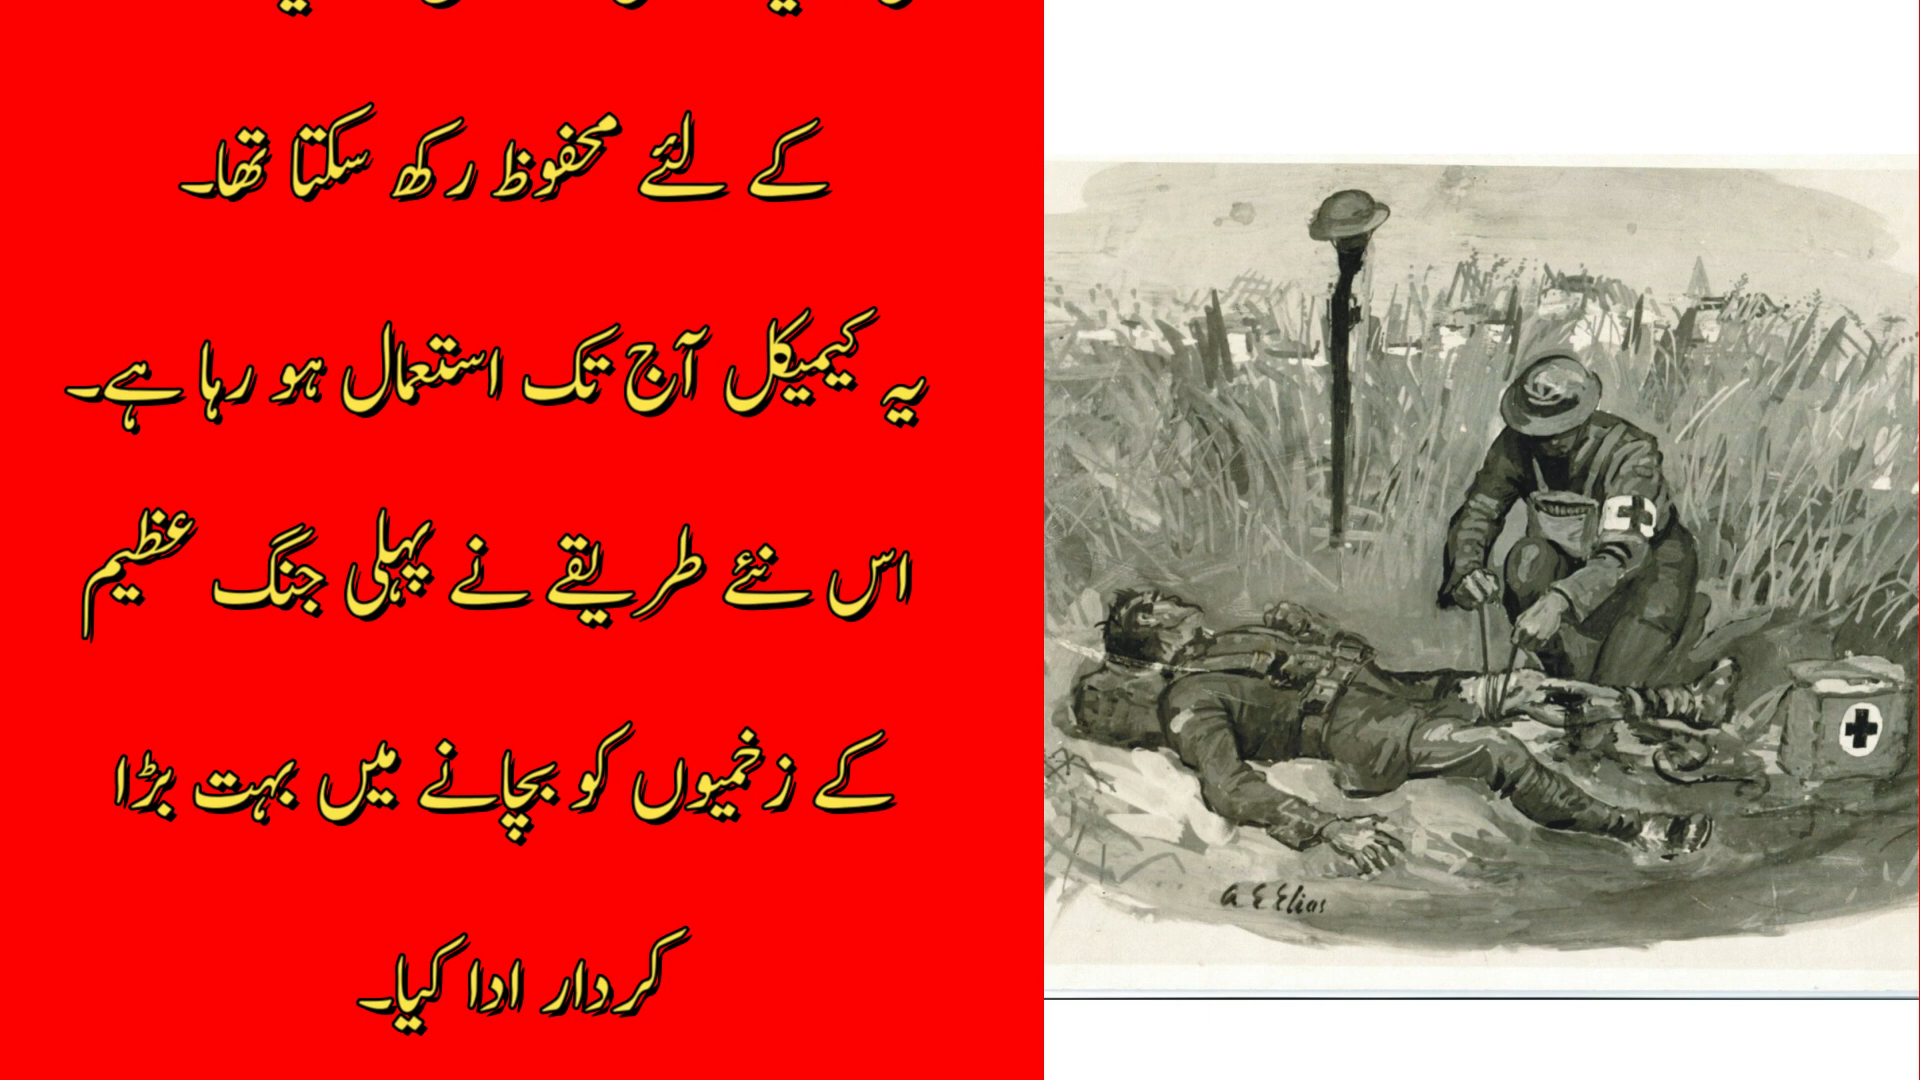 کے لئے محفوظ رکھ سکتا تھا۔
یہ کیمیکل آج تک استعمال ہو رہا ہے۔
اس نئے طریقے نے پہلی جنگ عظیم
کے زخمیوں کو بچانے میں بہت بڑا
کردار ادا کیا۔
A E Elias